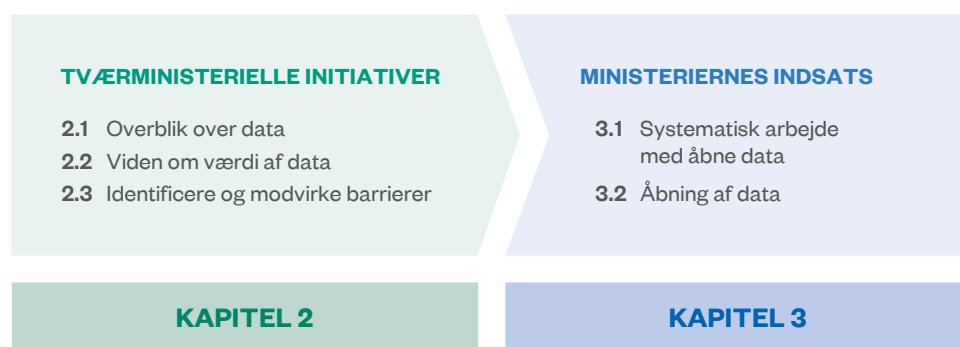 TVÆRMINISTERIELLE INITIATIVER
2.1 Overblik over data
2.2 Viden om værdi af data
2.3 Identificere og modvirke barrierer
MINISTERIERNES INDSATS
3.1 Systematisk arbejde
med åbne data
3.2 Åbning af data
KAPITEL 2
KAPITEL 3